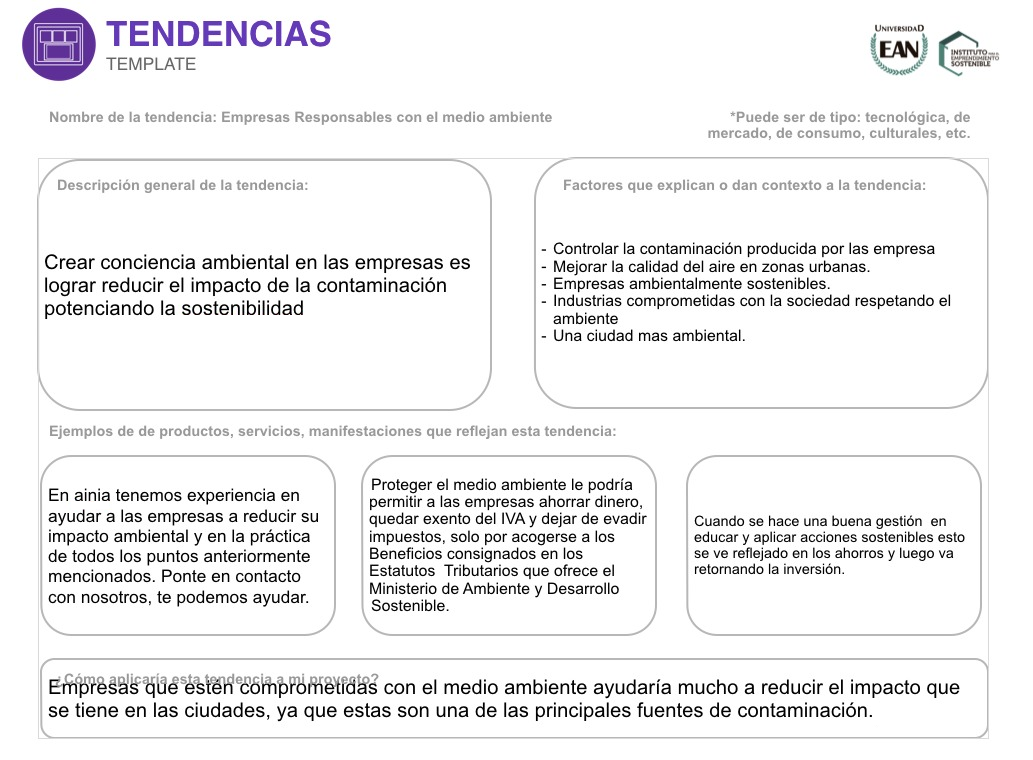 TENDENCIAS
TEMPLATE
UNIVERSIDAD
EAN
INSTITUTO PARA EL
EMPRENDIMIENTO
SOSTENIBLE
Nombre de la tendencia: Empresas Responsables con el medio ambiente
*Puede ser de tipo: tecnológica, de
mercado, de consumo, culturales, etc.
Descripción general de la tendencia:
Crear conciencia ambiental en las empresas es
lograr reducir el impacto de la contaminación
potenciando la sostenibilidad
Factores que explican o dan contexto a la tendencia:
- Controlar la contaminación producida por las empresa
- Mejorar la calidad del aire en zonas urbanas.
- Empresas ambientalmente sostenibles.
- Industrias comprometidas con la sociedad respetando el
ambiente
- Una ciudad mas ambiental.
Ejemplos de de productos, servicios, manifestaciones que reflejan esta tendencia:
En ainia tenemos experiencia en
ayudar a las empresas a reducir su
impacto ambiental y en la práctica
de todos los puntos anteriormente
mencionados. Ponte en contacto
con nosotros, te podemos ayudar.
Proteger el medio ambiente le podría
permitir a las empresas ahorrar dinero,
quedar exento del IVA y dejar de evadir
impuestos, solo por acogerse a los
Beneficios consignados en los
Estatutos  Tributarios que ofrece el
Ministerio de Ambiente y Desarrollo
Sostenible.
Cuando se hace una buena gestión  en
educar y aplicar acciones sostenibles esto
se ve reflejado en los ahorros y luego va
retornando la inversión.
¿Cómo aplicaría esta tendencia a mi proyecto?
Empresas que estén comprometidas con el medio ambiente ayudaría mucho a reducir el impacto que
se tiene en las ciudades, ya que estas son una de las principales fuentes de contaminación.